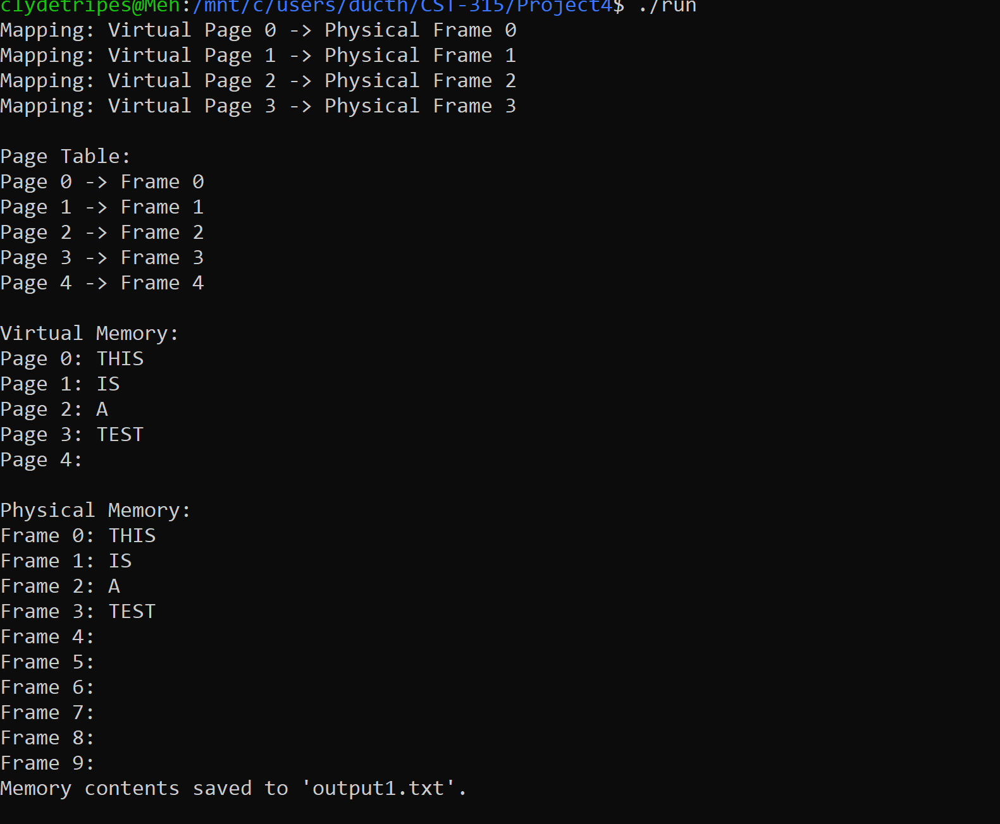 clydetripes@Meh:/mnt/c/users/ducth/CST-315/Project4$ ./run
Mapping: Virtual Page 0 -> Physical Frame 0
Mapping: Virtual Page 1 -> Physical Frame 1
Mapping: Virtual Page 2 -> Physical Frame 2
Mapping: Virtual Page 3 -> Physical Frame 3
Page Table:
Page 0 -> Frame 0
Page 1 -> Frame 1
Page 2 -> Frame 2
Page 3 -> Frame 3
Page 4 -> Frame 4
Virtual Memory:
Page 0: THIS
Page 1: IS
Page 2: A
Page 3: TEST
Page 4:
Physical Memory:
Frame 0: THIS
Frame 1: IS
Frame 2: A
Frame 3: TEST
Frame 4:
Frame 5:
Frame 6:
Frame 7:
Frame 8:
Frame 9:
Memory contents saved to 'output1.txt'.